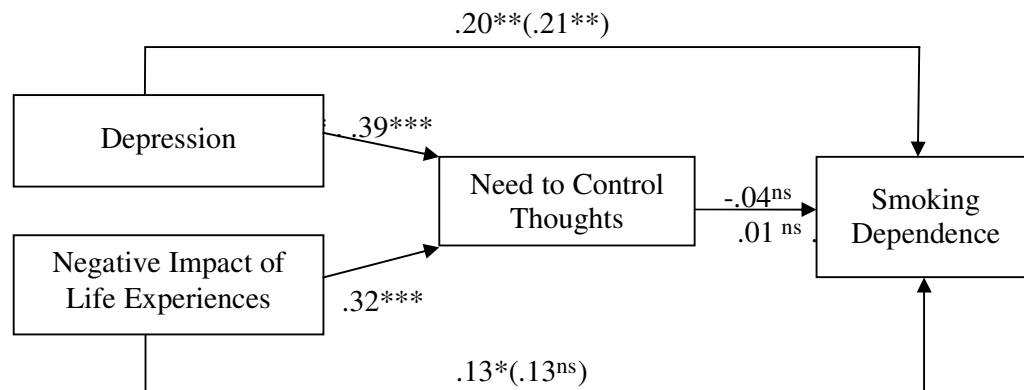 .20**(.21**)
Depression
.39***
Need to Control
Thoughts
-.04ns
.01 ns .
Smoking
Dependence
Negative Impact of
Life Experiences
.32***
.13*(.13ns)